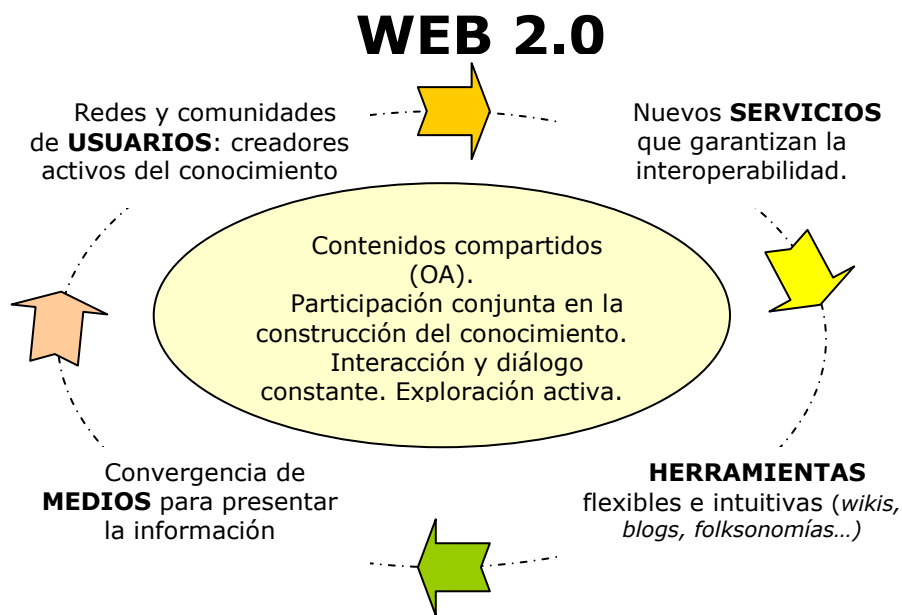 WEB 2.0
Redes y comunidades
de USUARIOS: creadores
activos del conocimiento
Nuevos SERVICIOS
que garantizan la
interoperabilidad.
Contenidos compartidos
(OA).
Participación conjunta en la
construcción del conocimiento.
Interacción y diálogo
constante. Exploración activa.
Convergencia de
MEDIOS para presentar
la información
HERRAMIENTAS
flexibles e intuitivas (wikis,
blogs, folksonomías…)